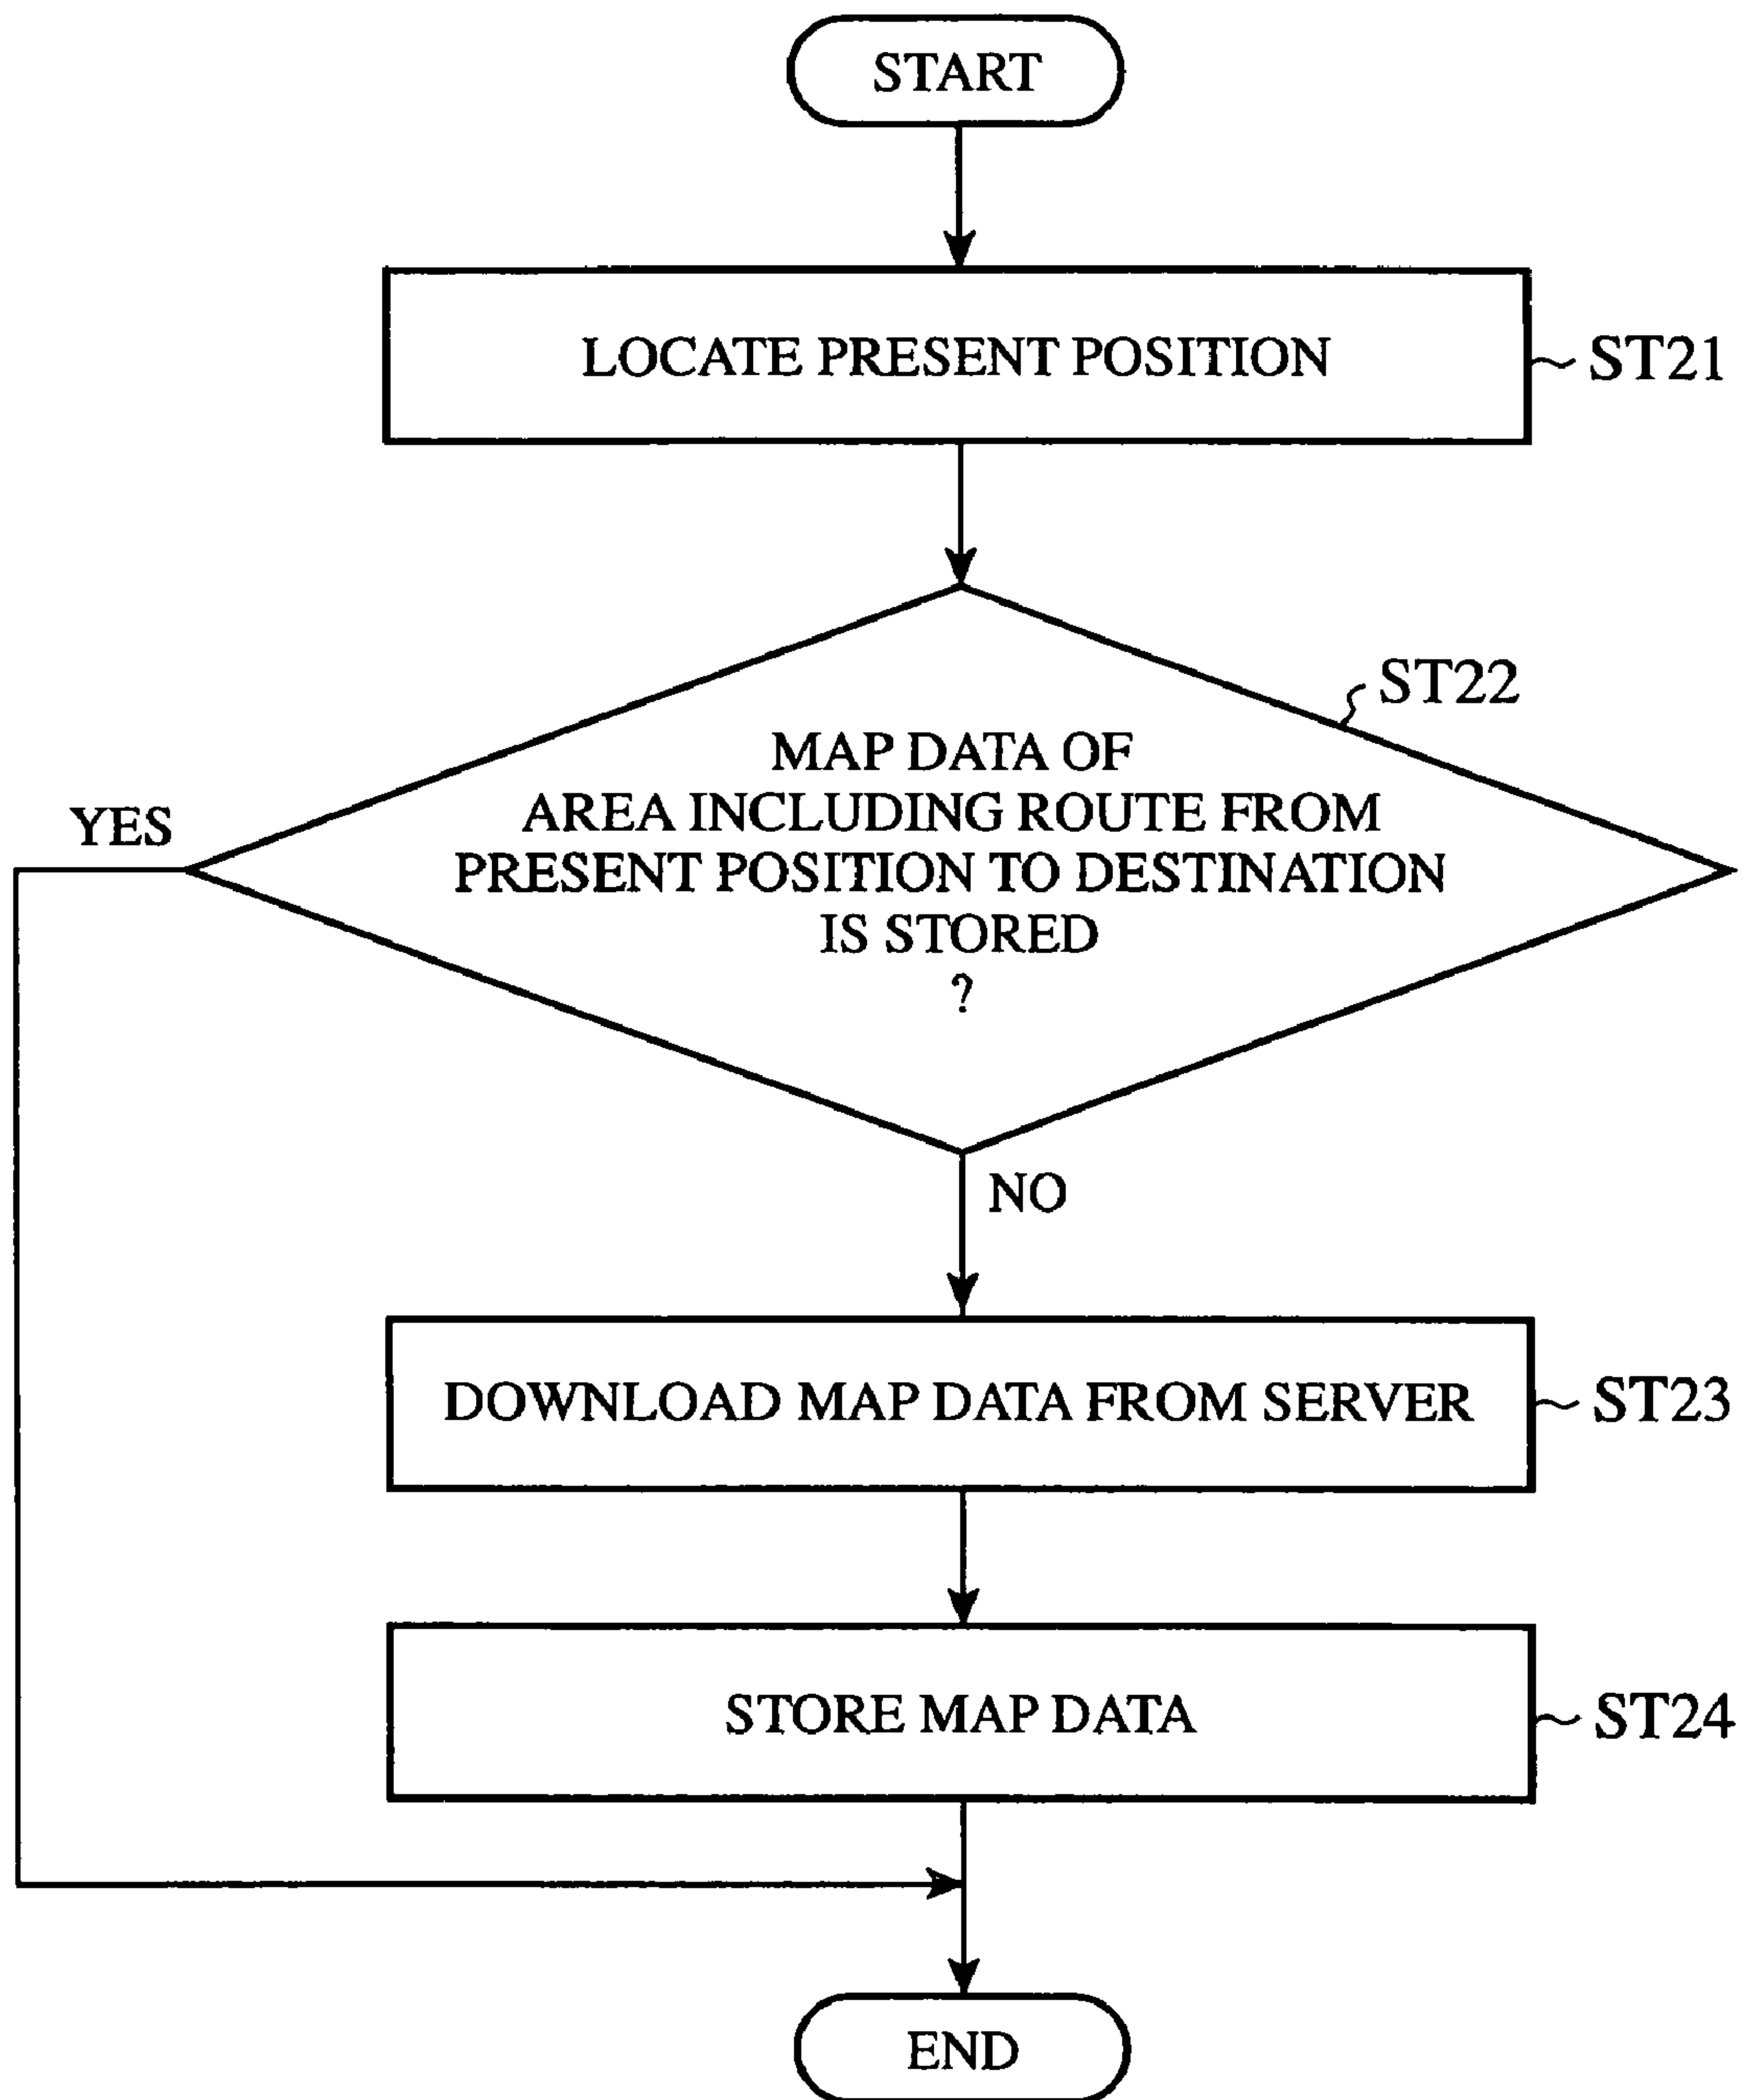 START
LOCATE PRESENT POSITION
ST21
ST22
MAP DATA OF
AREA INCLUDING ROUTE FROM
PRESENT POSITION TO DESTINATION
IS STORED
?
YES
NO
DOWNLOAD MAP DATA FROM SERVER
ST23
STORE MAP DATA
ST24
END